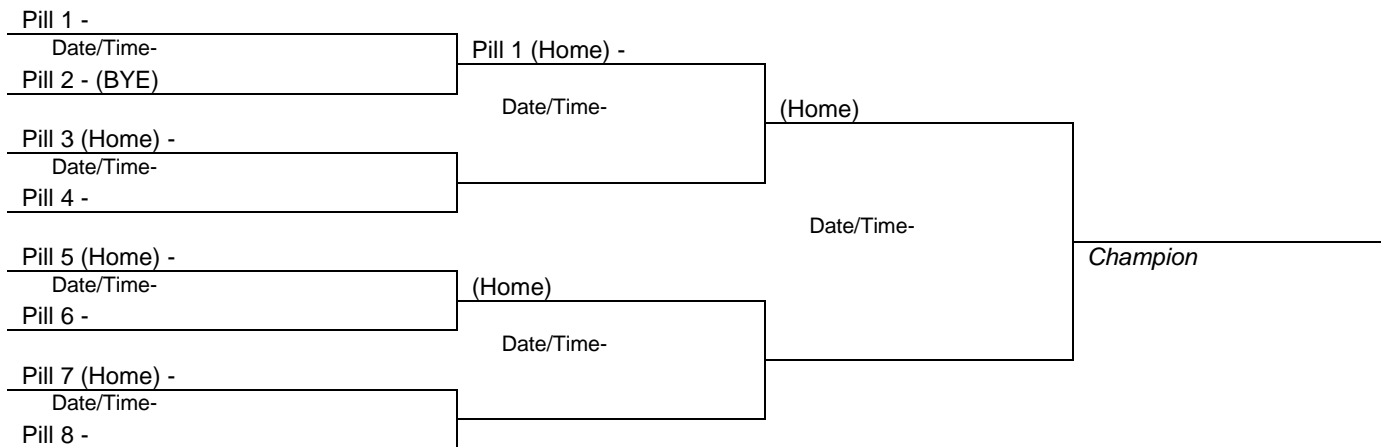 Pill 1 -
Date/Time-
Pill 1 (Home) -
Pill 2 - (BYE)
Date/Time-
(Home)
Pill 3 (Home) -
Date/Time-
Pill 4 -
Date/Time-
Pill 5 (Home) -
Champion
Date/Time-
(Home)
Pill 6 -
Date/Time-
Pill 7 (Home) -
Date/Time-
Pill 8 -